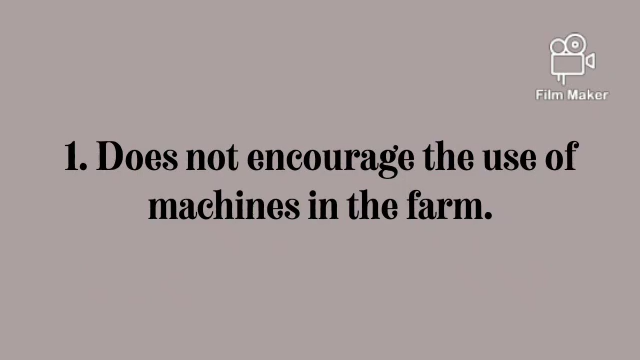 Film Maker
1. Does not encourage the use of
machines in the farm.